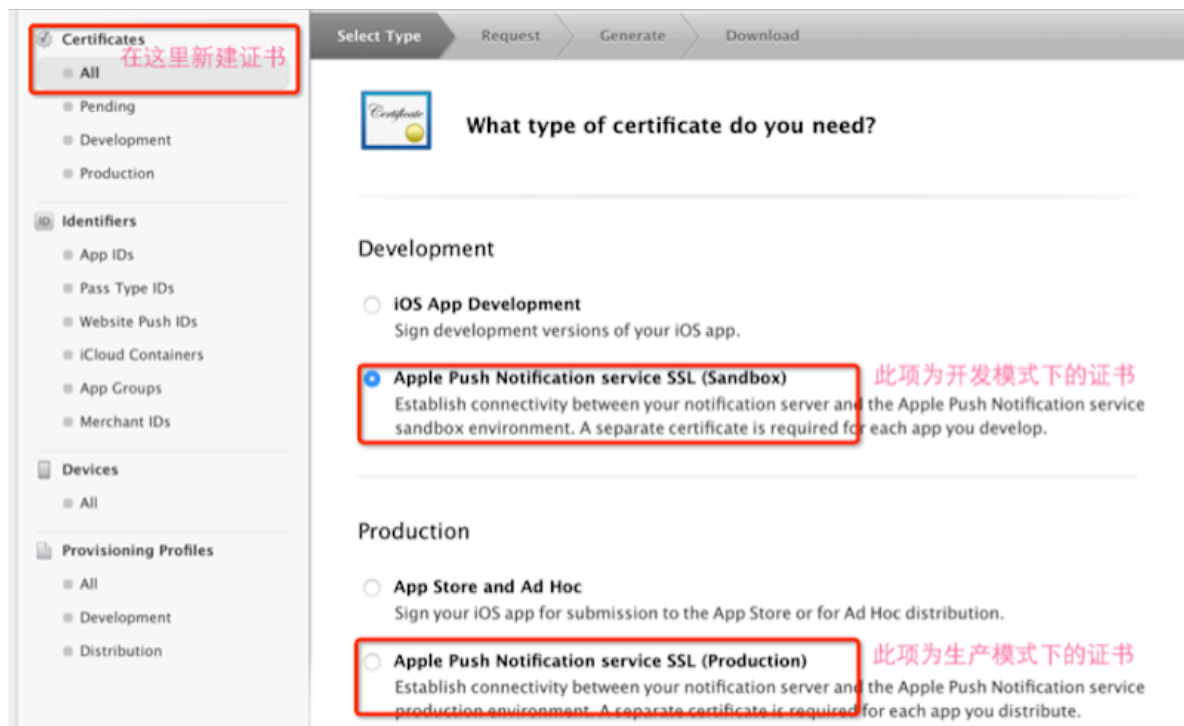 Certificates
在这里新建证书
All
Pending
Development
Production
Identifiers
App IDs
Pass Type IDs
Website Push IDs
iCloud Containers
App Groups
Merchant IDs
Devices
All
Provisioning Profiles
All
Development
Distribution
Select Type
Request
Generate
Download
Certificate
What type of certificate do you need?
Development
iOS App Development
Sign development versions of your iOS app.
Apple Push Notification service SSL (Sandbox)
此项为开发模式下的证书
Establish connectivity between your notification server and the Apple Push Notification service
sandbox environment. A separate certificate is required for each app you develop.
Production
App Store and Ad Hoc
Sign your iOS app for submission to the App Store or for Ad Hoc distribution.
Apple Push Notification service SSL (Production)
此项为生产模式下的证书
Establish connectivity between your notification server and the Apple Push Notification service
production environment. A separate certificate is required for each app you distribute.